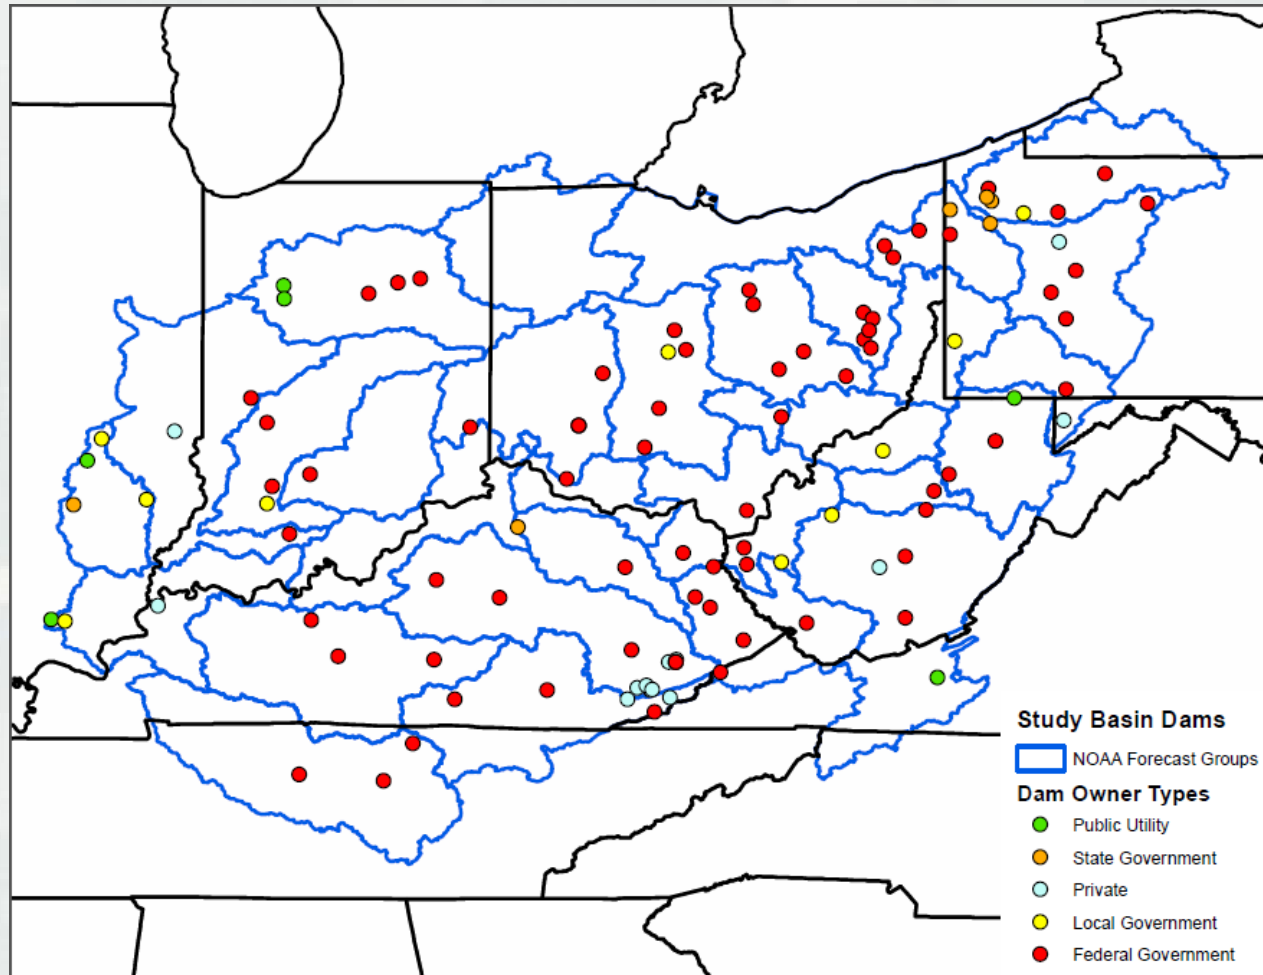 Study Basin Dams
NOAA Forecast Groups
Dam Owner Types
Public Utility
State Government
Private
Local Government
Federal Government